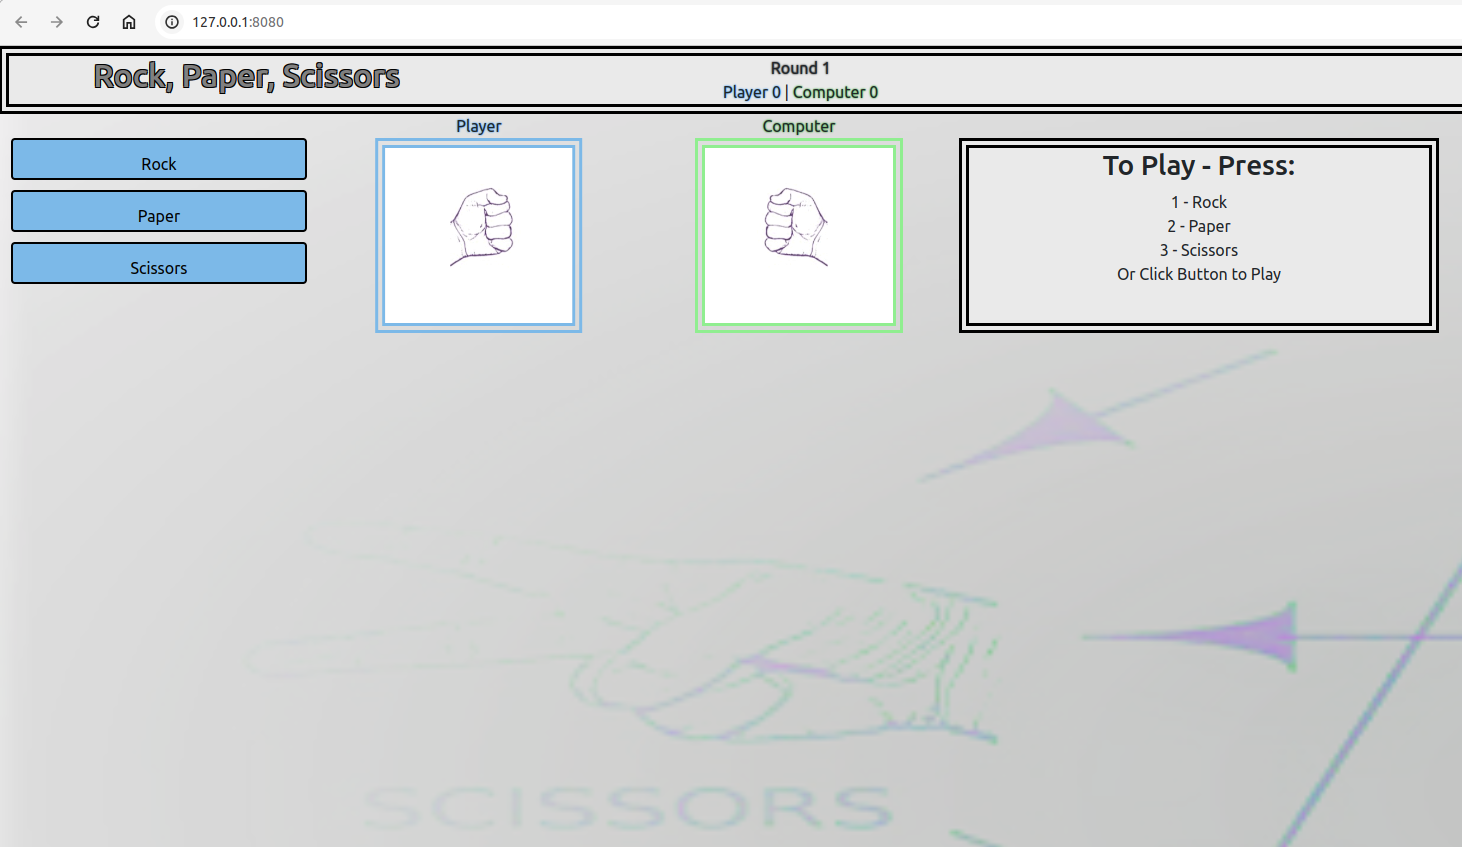 127.0.0.1:8080
Rock, Paper, Scissors
Round 1
Player 0 | Computer 0
Player
Computer
Rock
Paper
Scissors
To Play - Press:
1 - Rock
2 - Paper
3 - Scissors
Or Click Button to Play
SCISSORS